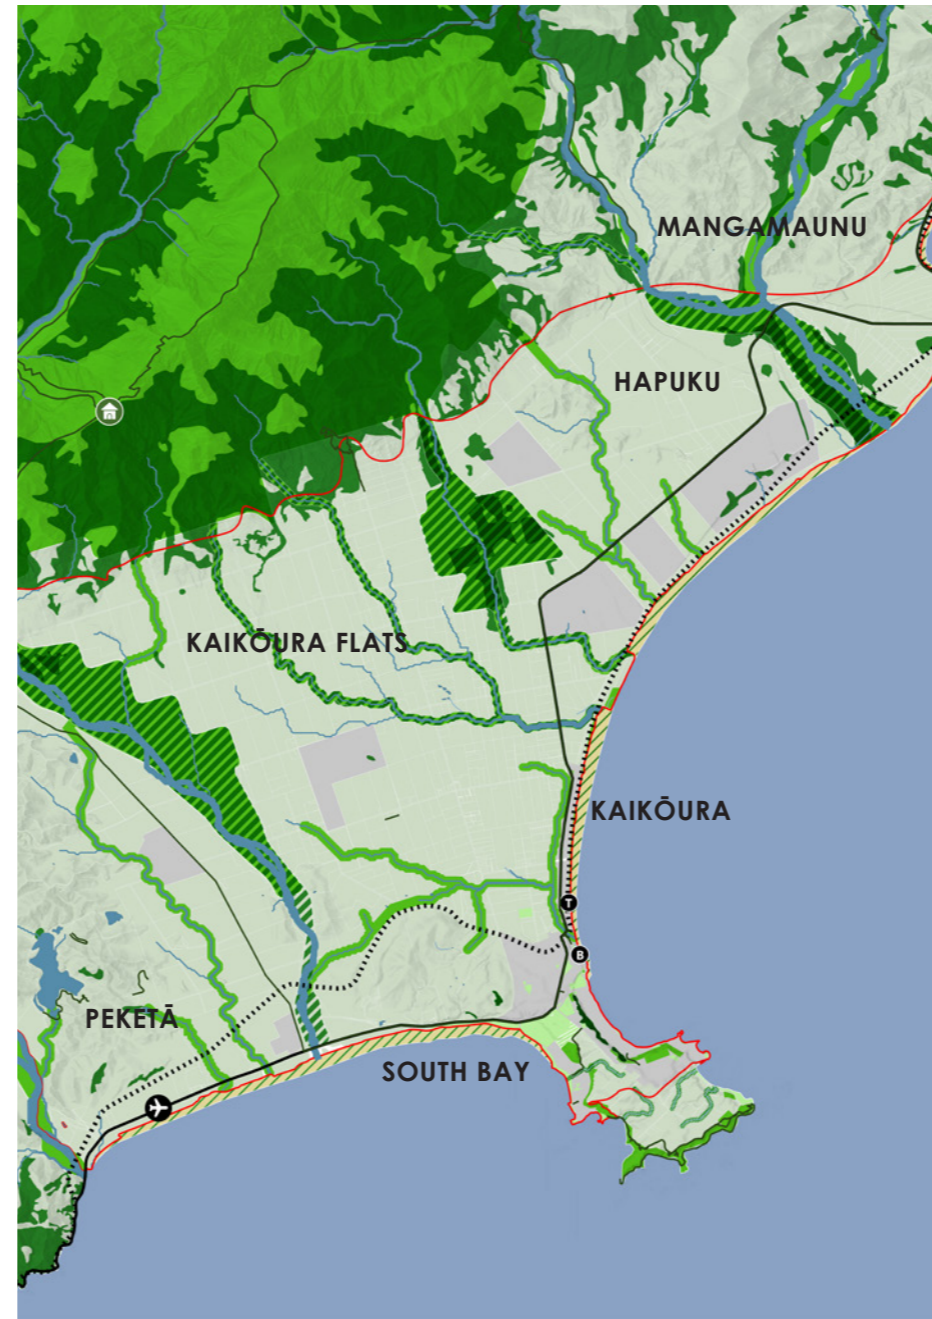 MANGAMAUNU
HAPUKU
KAIKŌURA FLATS
KAIKŌURA
T
B
PEKETĀ
SOUTH BAY